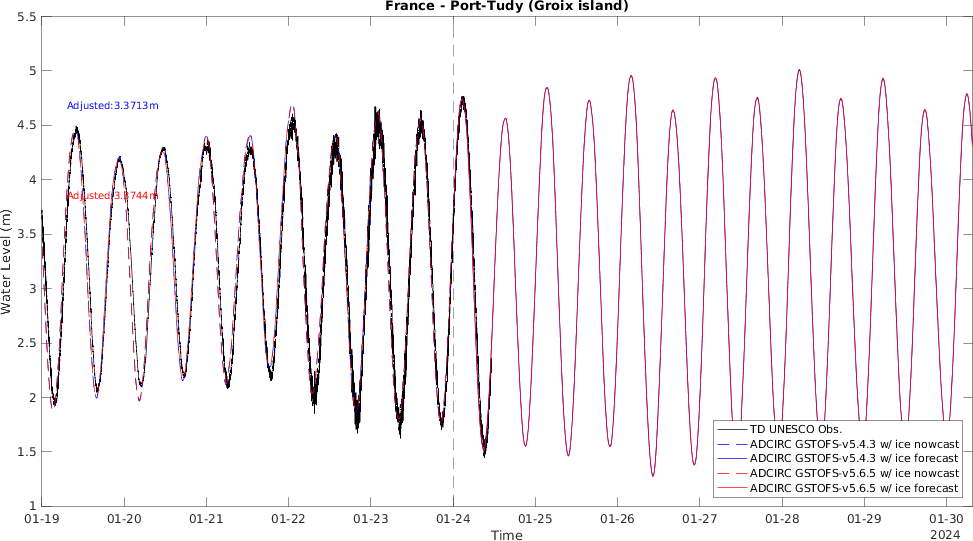 France - Port-Tudy (Groix island)
5.5
5
4.5
4
3.5
3
2.5
2
1.5
1
Water Level (m)
Adjusted:3.3713m
Adjusted:3.3744m
TD UNESCO Obs.
ADCIRC GSTOFS-v5.4.3 w/ ice nowcast
ADCIRC GSTOFS-v5.4.3 w/ ice forecast
ADCIRC GSTOFS-v5.6.5 w/ ice nowcast
ADCIRC GSTOFS-v5.6.5 w/ ice forecast
01-19 01-20 01-21 01-22 01-23 01-24 01-25 01-26 01-27 01-28 01-29 01-30
Time
2024